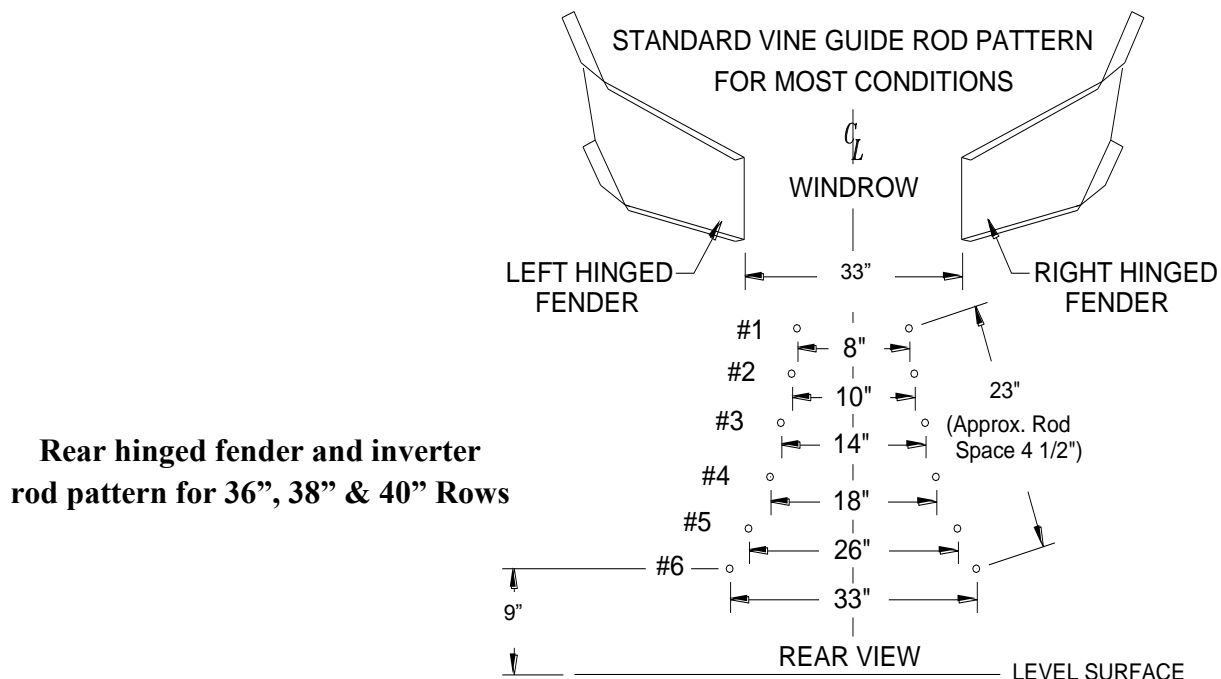 STANDARD VINE GUIDE ROD PATTERN
FOR MOST CONDITIONS
CL
WINDROW
LEFT HINGED
FENDER
33”
RIGHT HINGED
FENDER
#1
8"
#2
10"
23"
(Approx. Rod
Space 4 1/2")
#3
14"
Rear hinged fender and inverter
rod pattern for 36”, 38” & 40” Rows
#4
18"
#5
26"
#6
33"
9”
REAR VIEW
LEVEL SURFACE